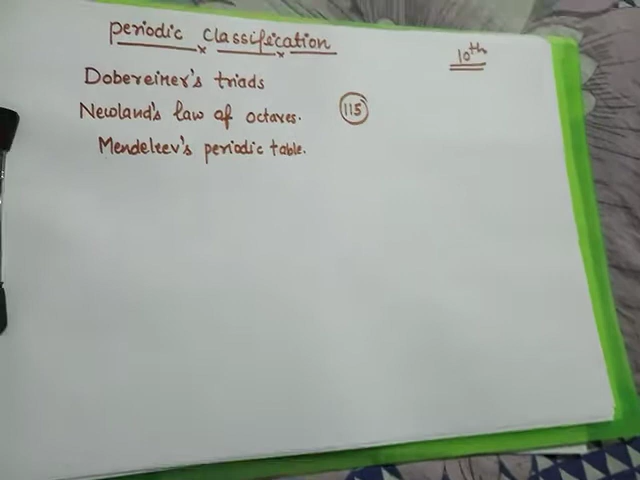 periodic classification
10th
Dobereiner's triads
Newland's law of octaves.
115
Mendeleev's periodic table.